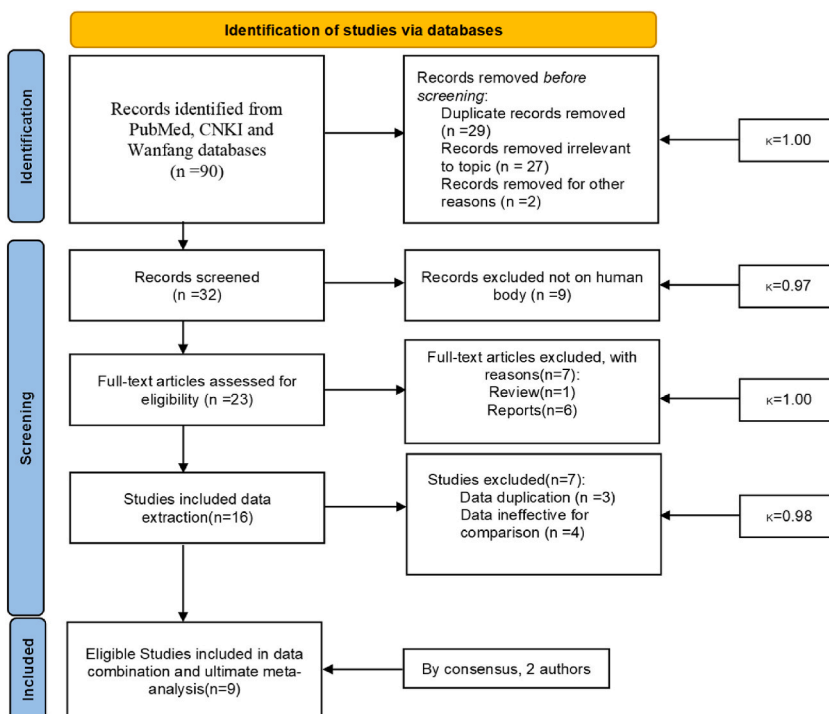 Identification of studies via databases
Identification
Records identified from
PubMed, CNKI and
Wanfang databases
(n =90)
Records removed before
screening:
Duplicate records removed
(n =29)
Records removed irrelevant
to topic (n = 27)
Records removed for other
reasons (n =2)
κ=1.00
Screening
Records screened
(n =32)
Records excluded not on human
body (n =9)
κ=0.97
Full-text articles assessed for
eligibility (n =23)
Full-text articles excluded, with
reasons(n=7):
Review(n=1)
Reports(n=6)
κ=1.00
Studies included data
extraction(n=16)
Studies excluded(n=7):
Data duplication (n =3)
Data ineffective for
comparison (n =4)
κ=0.98
Included
Eligible Studies included in data
combination and ultimate meta-
analysis(n=9)
By consensus, 2 authors